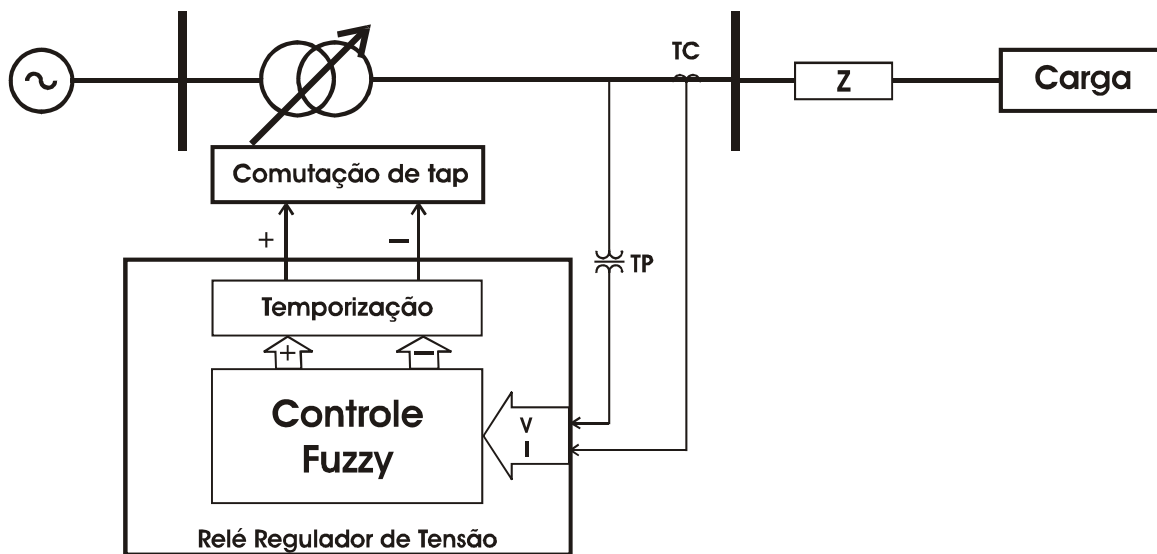 TC
Z
Carga
Comutação de tap
+
−
TP
Temporização
+
−
Controle
Fuzzy
V
I
Relé Regulador de Tensão